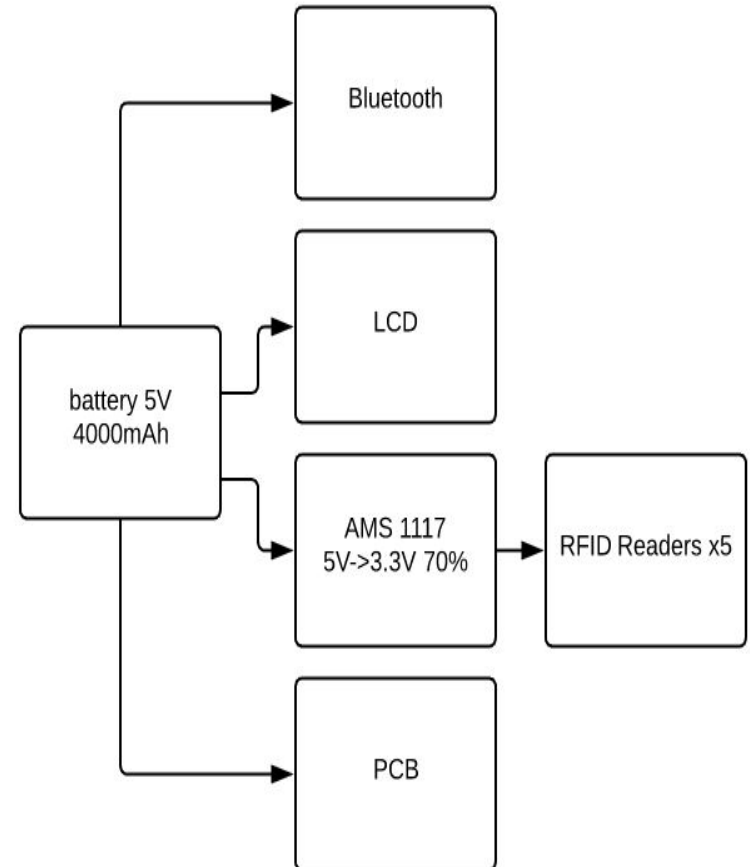 Bluetooth
LCD
battery 5V
4000mAh
AMS 1117
5V->3.3V 70%
RFID Readers x5
PCB